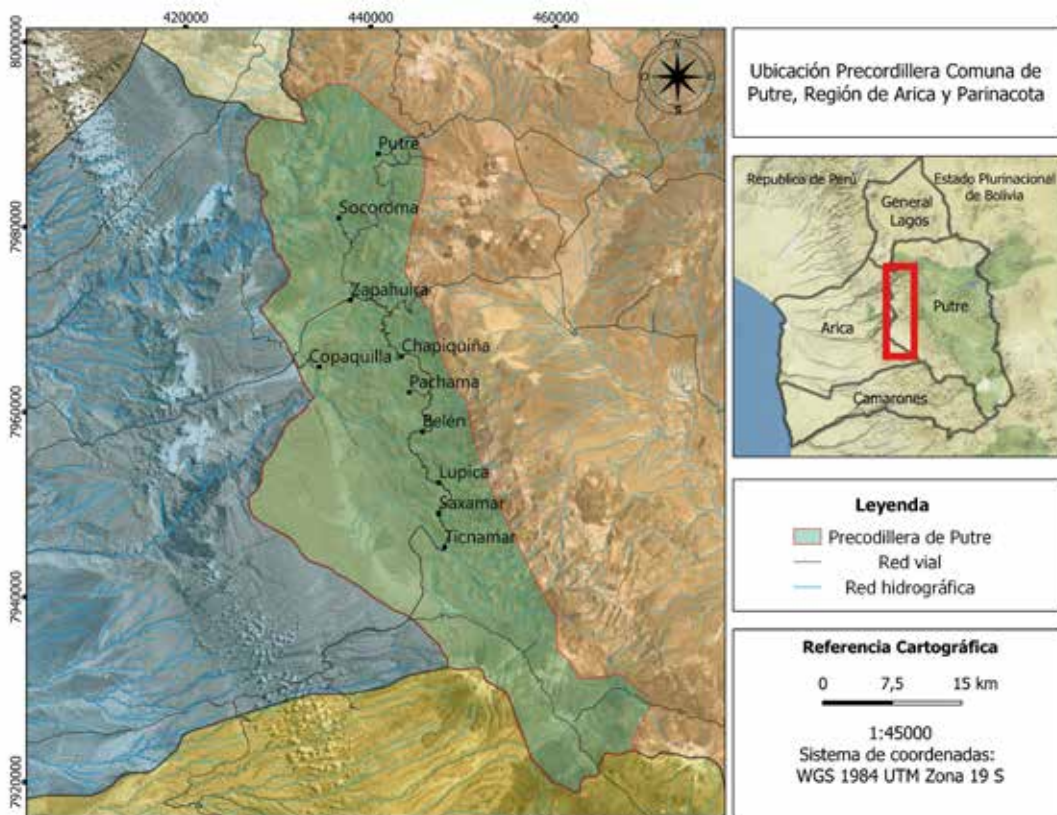 420000
440000
460000
8000000
7980000
7960000
7940000
7920000
N
O
E
S
Putre
Socoroma
Zapahuira
Copaquilla
Chapiquiña
Pachama
Belén
Lupica
Saxamar
Ticnamar
Ubicación Precordillera Comuna de
Putre, Región de Arica y Parinacota
Republica de Perú
Estado Plurinacional
de Bolivia
General
Lagos
Putre
Arica
Camarones
Leyenda
Precodillera de Putre
Red vial
Red hidrográfica
Referencia Cartográfica
0 7,5 15 km
1:45000
Sistema de coordenadas:
WGS 1984 UTM Zona 19 S